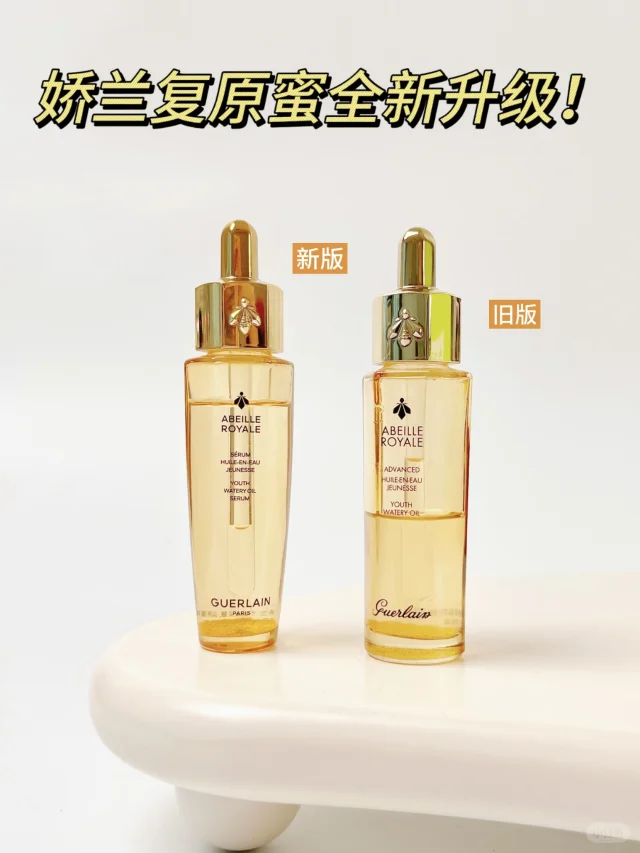 娇兰复原蜜全新升级！
新版
旧版
ABEILLE
ROYALE
SÉRUM
HUILE-EN-EAU
JEUNESSE
YOUTH
WATERY OIL
SERUM
GUERLAIN
PARIS
ABEILLE
ROYALE
ADVANCED
HUILE-EN-EAU
JEUNESSE
YOUTH
WATERY OIL
Guerlain